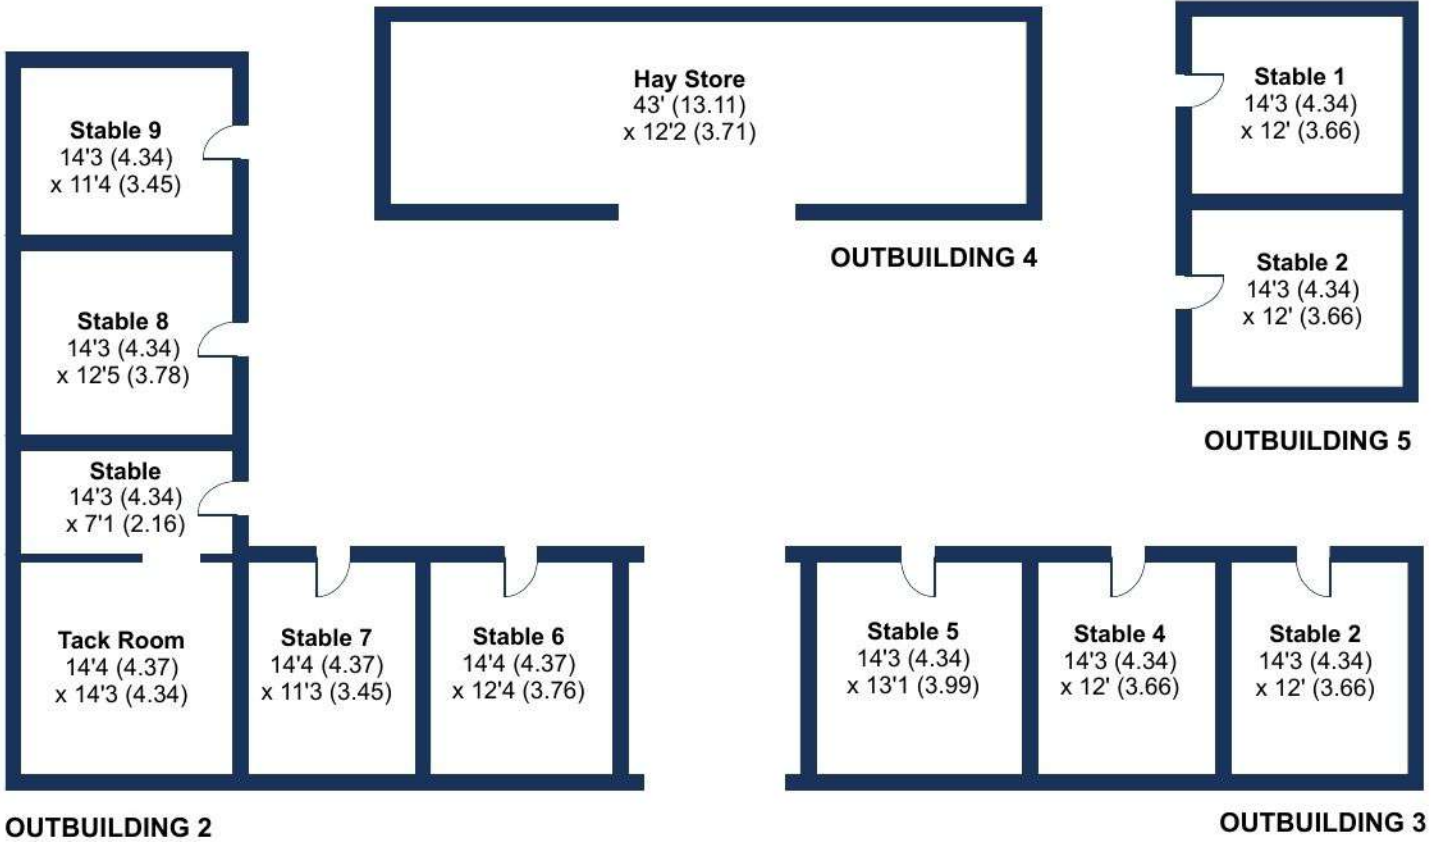 Hay Store
43' (13.11)
x 12'2 (3.71)
OUTBUILDING 4
Stable 1
14'3 (4.34)
x 12' (3.66)
Stable 2
14'3 (4.34)
x 12' (3.66)
OUTBUILDING 5
Stable 9
14'3 (4.34)
x 11'4 (3.45)
Stable 8
14'3 (4.34)
x 12'5 (3.78)
Stable
14'3 (4.34)
x 7'1 (2.16)
Tack Room
14'4 (4.37)
x 14'3 (4.34)
Stable 7
14'4 (4.37)
x 11'3 (3.45)
Stable 6
14'4 (4.37)
x 12'4 (3.76)
OUTBUILDING 2
Stable 5
14'3 (4.34)
x 13'1 (3.99)
Stable 4
14'3 (4.34)
x 12' (3.66)
Stable 2
14'3 (4.34)
x 12' (3.66)
OUTBUILDING 3